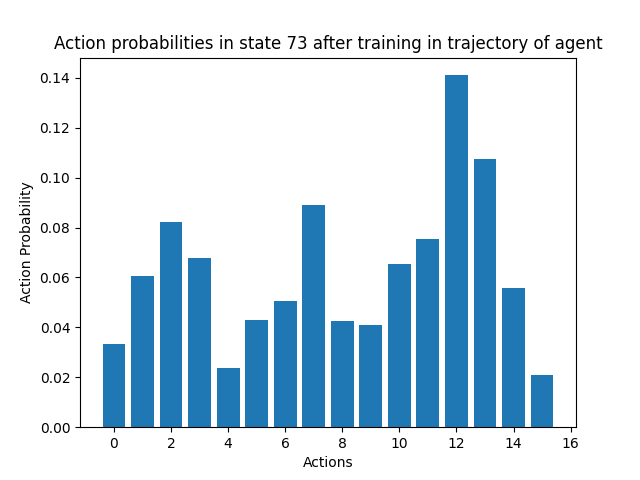 Action probabilities in state 73 after training in trajectory of agent
0.14
0.12
0.10
0.08
0.06
0.04
0.02
0.00
Action Probability
0 2 4 6 8 10 12 14 16
Actions